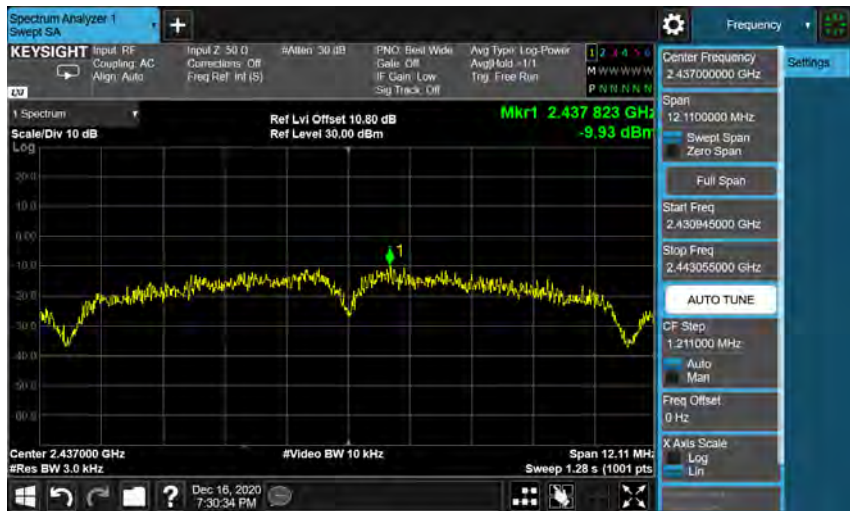 Spectrum Analyzer 1
Swept SA
+
Frequency
KEYSIGHT
Input: RF
Coupling: AC
Align: Auto
Input Z: 50 Ω
Corrections: Off
Freq Ref: Int (S)
#Atten: 30 dB
PNO: Best Wide
Gate: Off
IF Gain: Low
Sig Track: Off
Avg Type: Log-Power
Avg|Hold: >1/1
Trig: Free Run
1 2 3 4 5 6
M W W W W W
P N N N N N
LXI
1 Spectrum
Scale/Div 10 dB
Ref Lvl Offset 10.80 dB
Ref Level 30.00 dBm
Mkr1 2.437 823 GHz
-9.93 dBm
Log
20.0
10.0
0.00
-10.0
-20.0
-30.0
-40.0
-50.0
-60.0
1
Center 2.437000 GHz
#Res BW 3.0 kHz
#Video BW 10 kHz
Span 12.11 MHz
Sweep 1.28 s (1001 pts
?
Dec 16, 2020
7:30:34 PM
Center Frequency
2.437000000 GHz
Settings
Span
12.1100000 MHz
Swept Span
Zero Span
Full Span
Start Freq
2.430945000 GHz
Stop Freq
2.443055000 GHz
AUTO TUNE
CF Step
1.211000 MHz
Auto
Man
Freq Offset
0 Hz
X Axis Scale
Log
Lin